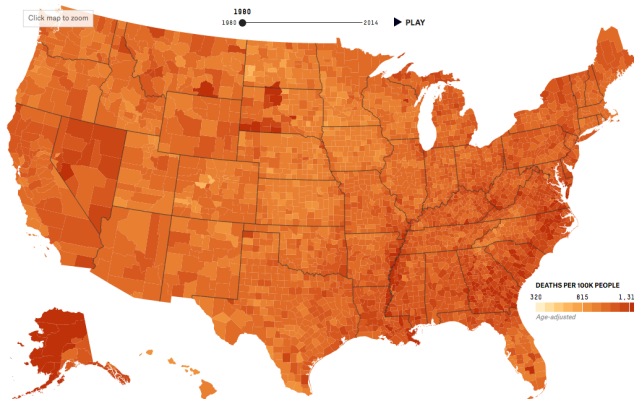 Click map to zoom
1980
1980
2014
PLAY
DEATHS PER 100K PEOPLE
320 815 1,31
Age-adjusted